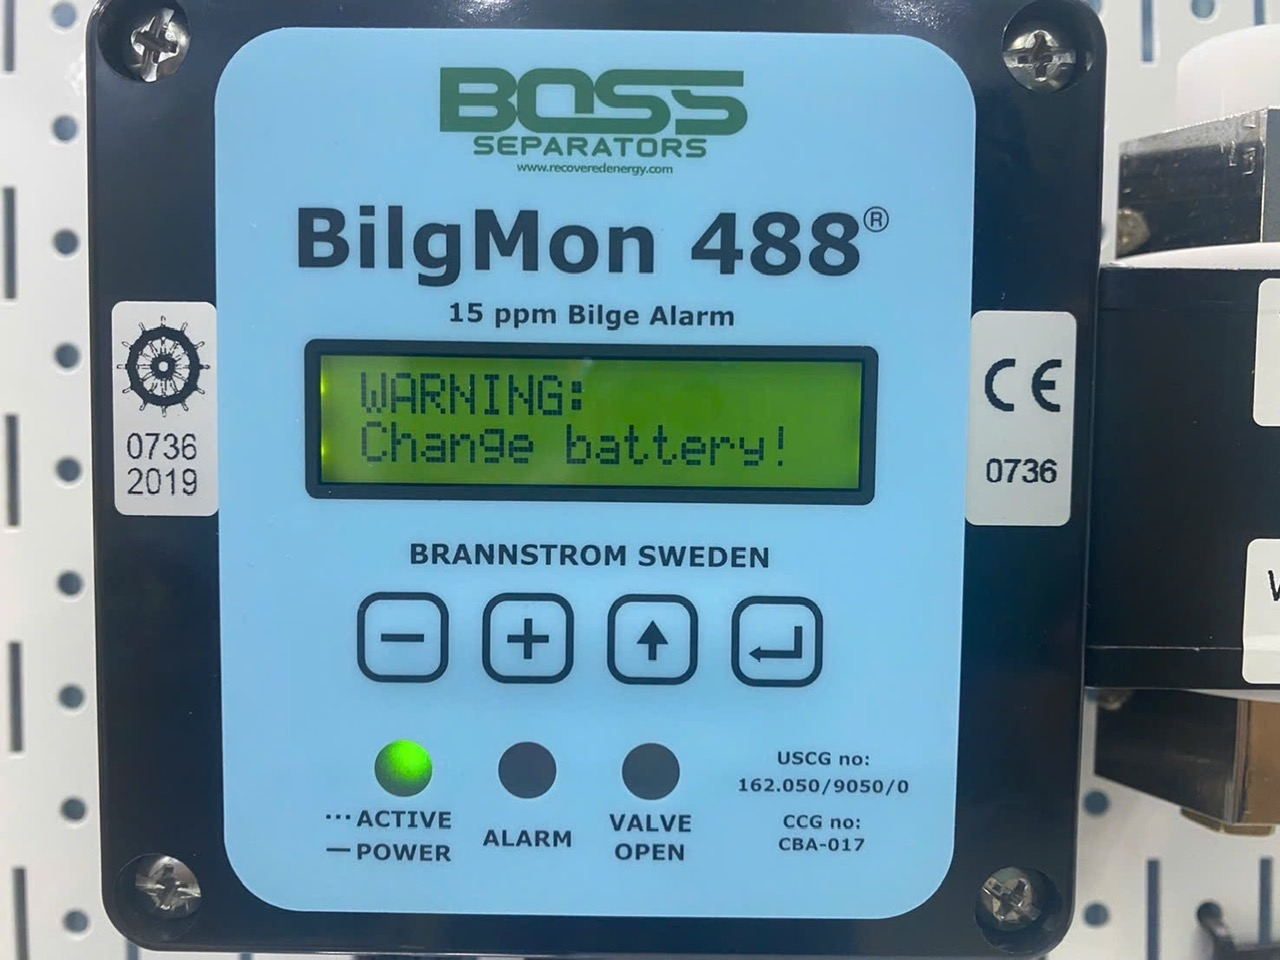 BOSS
SEPARATORS
www.recoveredenergy.com
BilgMon 488®
15 ppm Bilge Alarm
WARNING:
Change battery!
0736
2019
CE
0736
BRANNSTROM SWEDEN
··· ACTIVE
— POWER
ALARM
VALVE
OPEN
USCG no:
162.050/9050/0
CCG no:
CBA-017